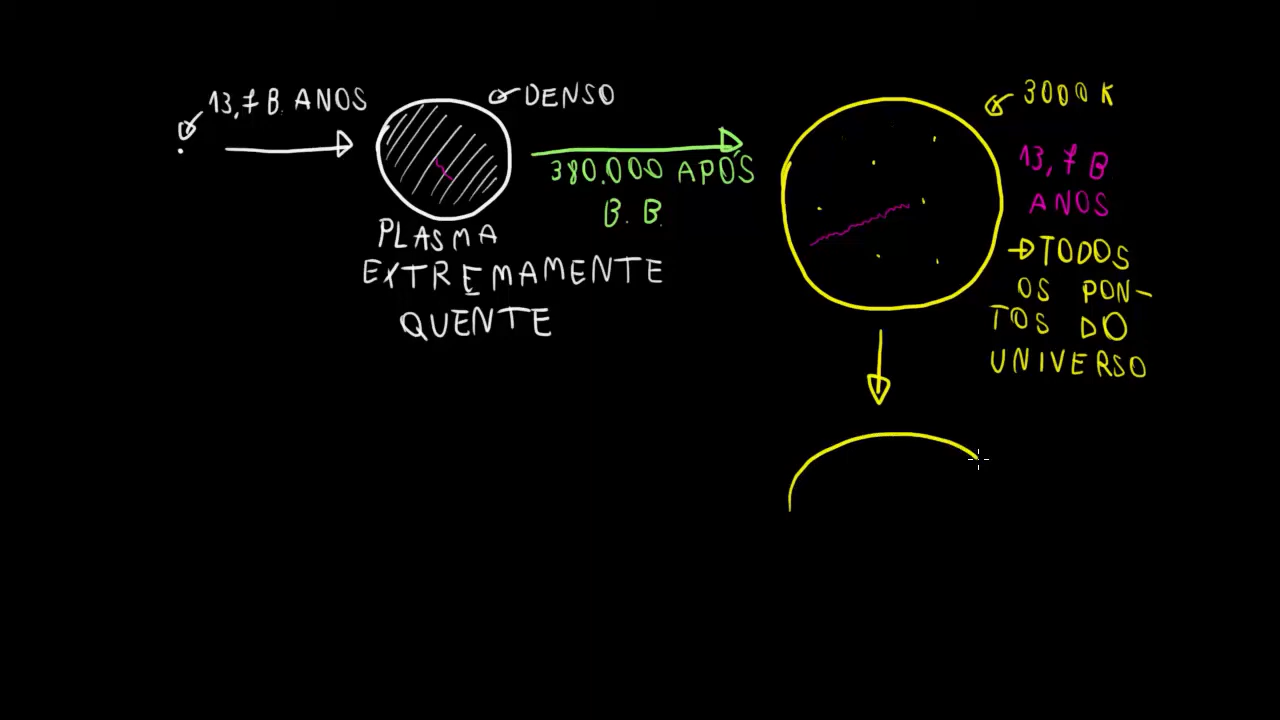 13,7 B. ANOS
DENSO
PLASMA
EXTREMAMENTE
QUENTE
380.000 APÓS
B. B.
3000 K
13,7 B
ANOS
→ TODOS
OS PON-
TOS DO
UNIVERSO